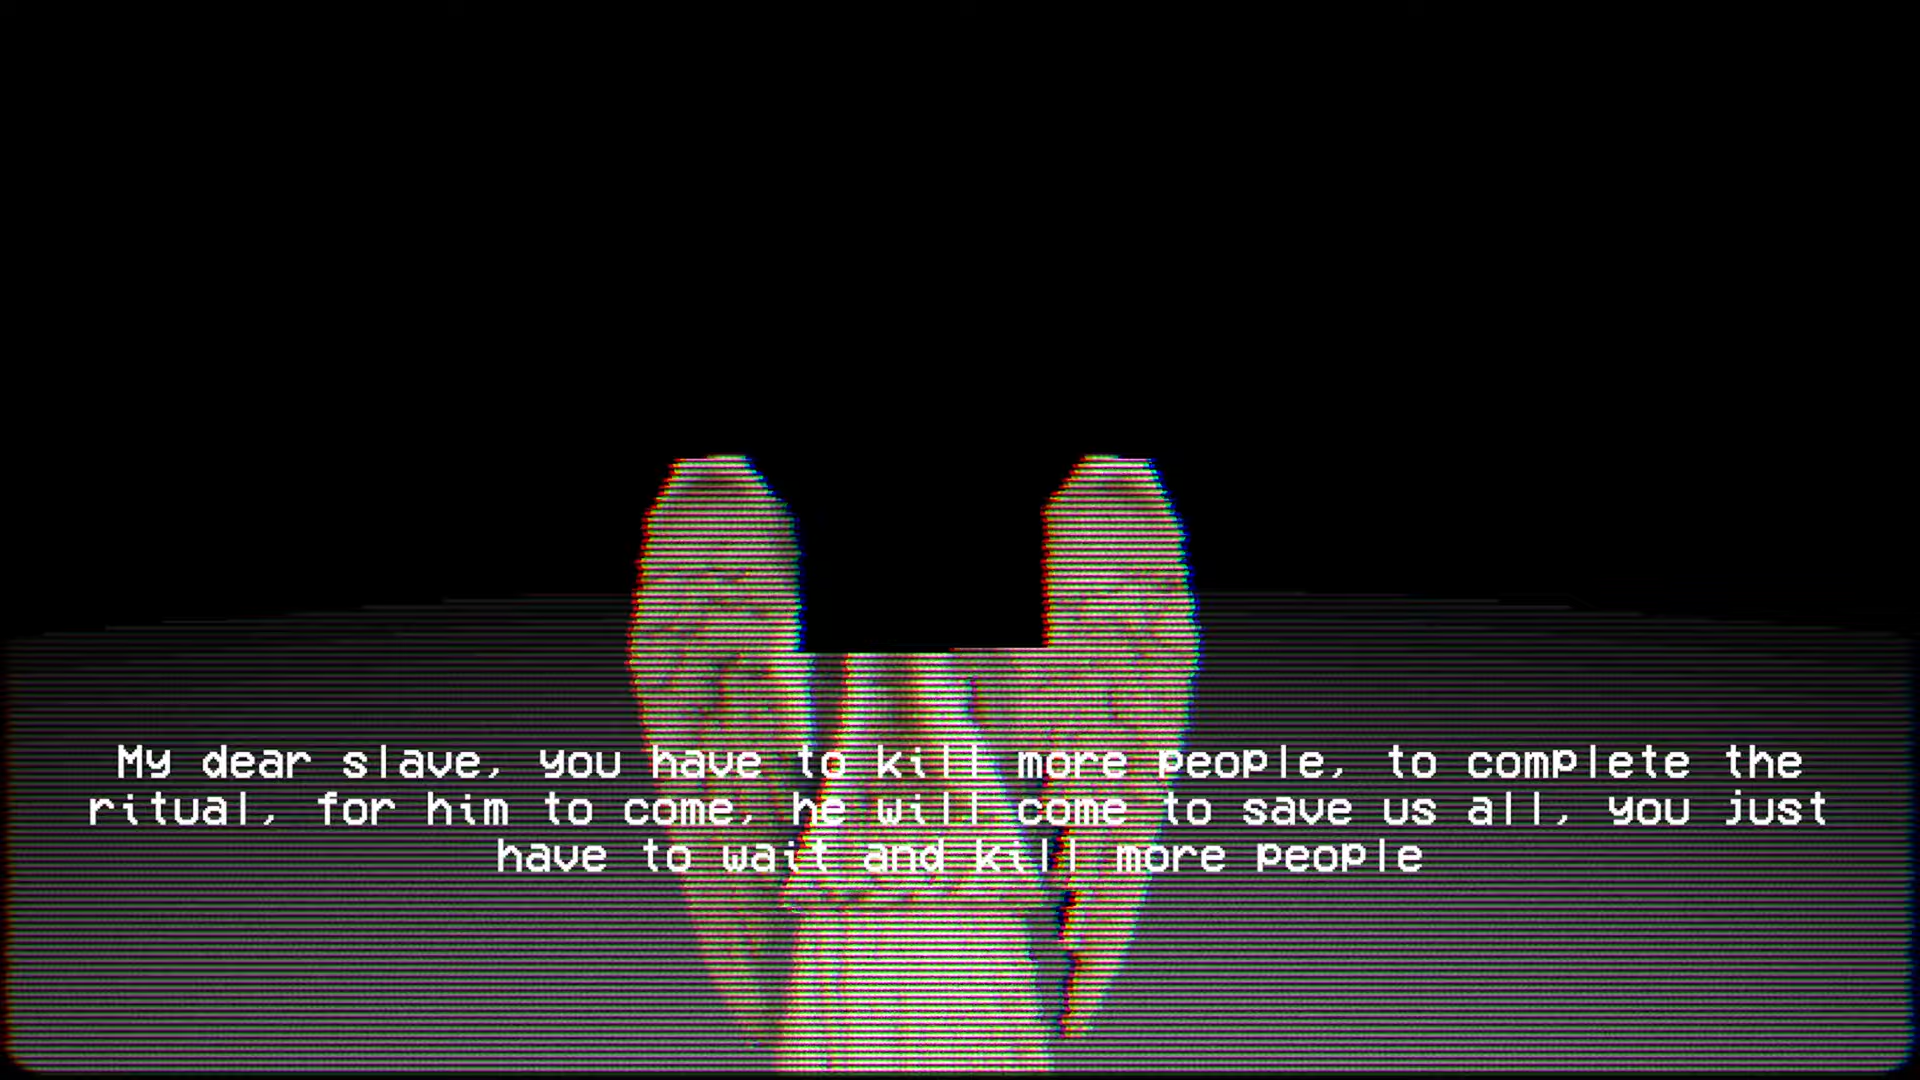 My dear slave, you have to kill more people, to complete the
ritual, for him to come, he will come to save us all, you just
have to wait and kill more people